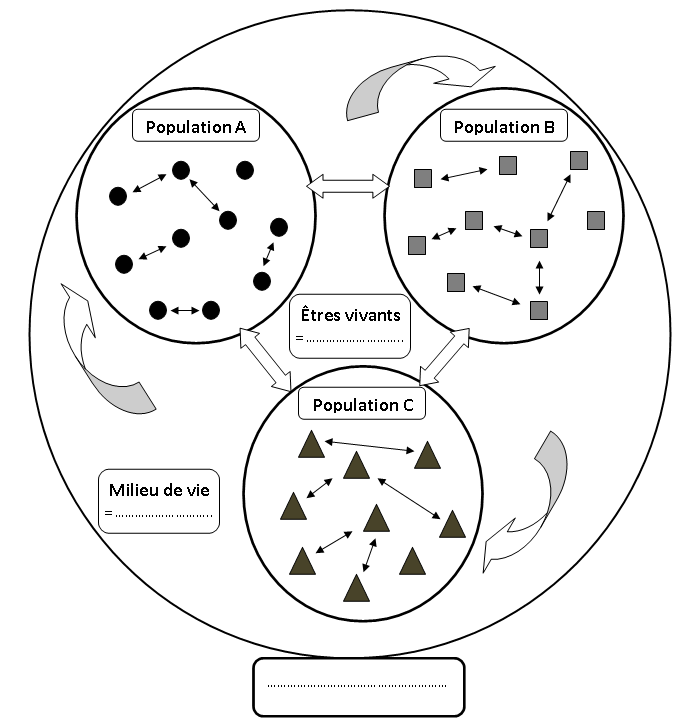 Population A
Population B
Êtres vivants
= ..............................
Population C
Milieu de vie
= ..............................
......................................................